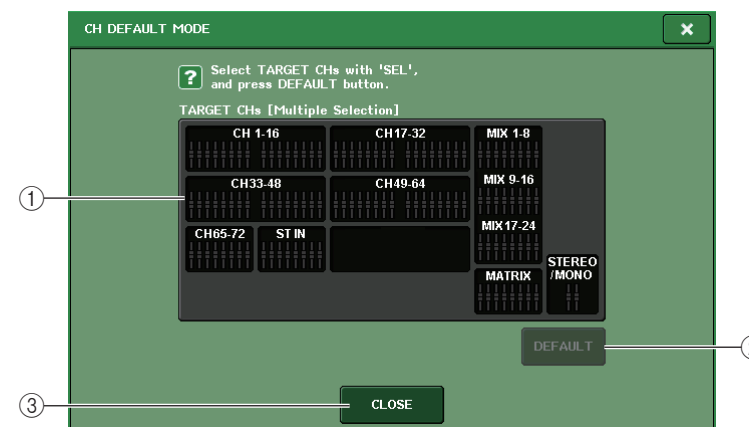 CH DEFAULT MODE
×
? Select TARGET CHs with 'SEL',
and press DEFAULT button.
TARGET CHs [Multiple Selection]
CH 1-16
CH17-32
MIX 1-8
CH33-48
CH49-64
MIX 9-16
CH65-72
ST IN
MIX17-24
MATRIX
STEREO
/MONO
1
DEFAULT
3
CLOSE